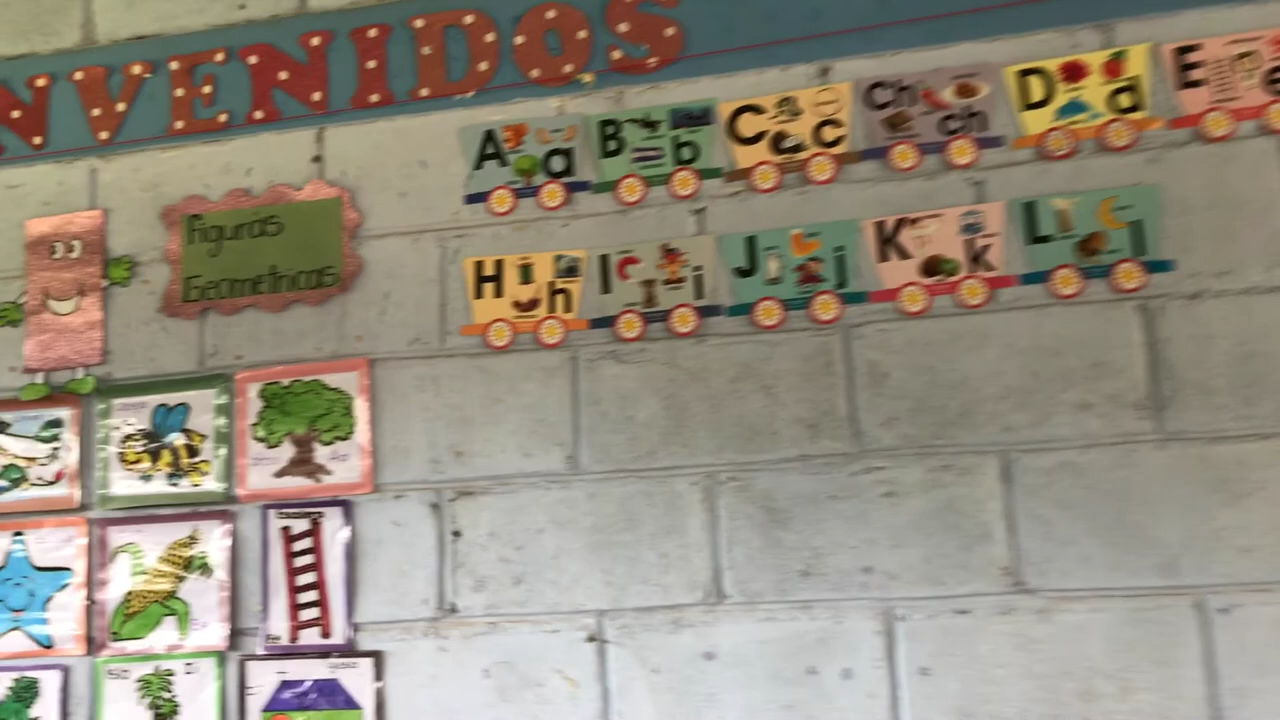 NVENIDOS
A a B b C c Ch ch D d E e
Figuras
Geometricas
H h I i J j K k L l